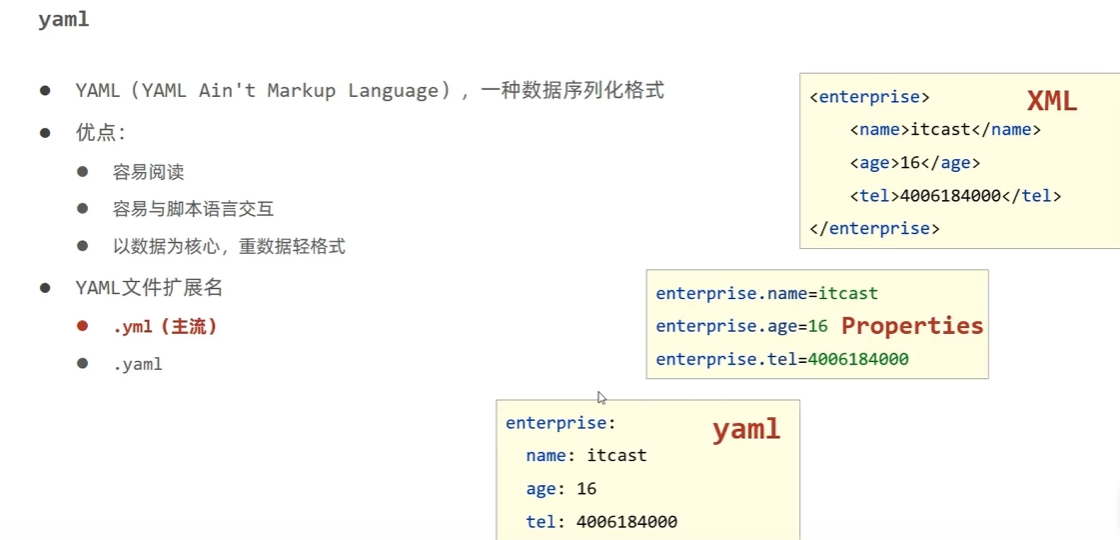 yaml
YAML（YAML Ain't Markup Language），一种数据序列化格式
优点：
容易阅读
容易与脚本语言交互
以数据为核心，重数据轻格式
YAML文件扩展名
.yml（主流）
.yaml
<enterprise>
XML
<name>itcast</name>
<age>16</age>
<tel>4006184000</tel>
</enterprise>
enterprise.name=itcast
enterprise.age=16
Properties
enterprise.tel=4006184000
enterprise:
yaml
name: itcast
age: 16
tel: 4006184000